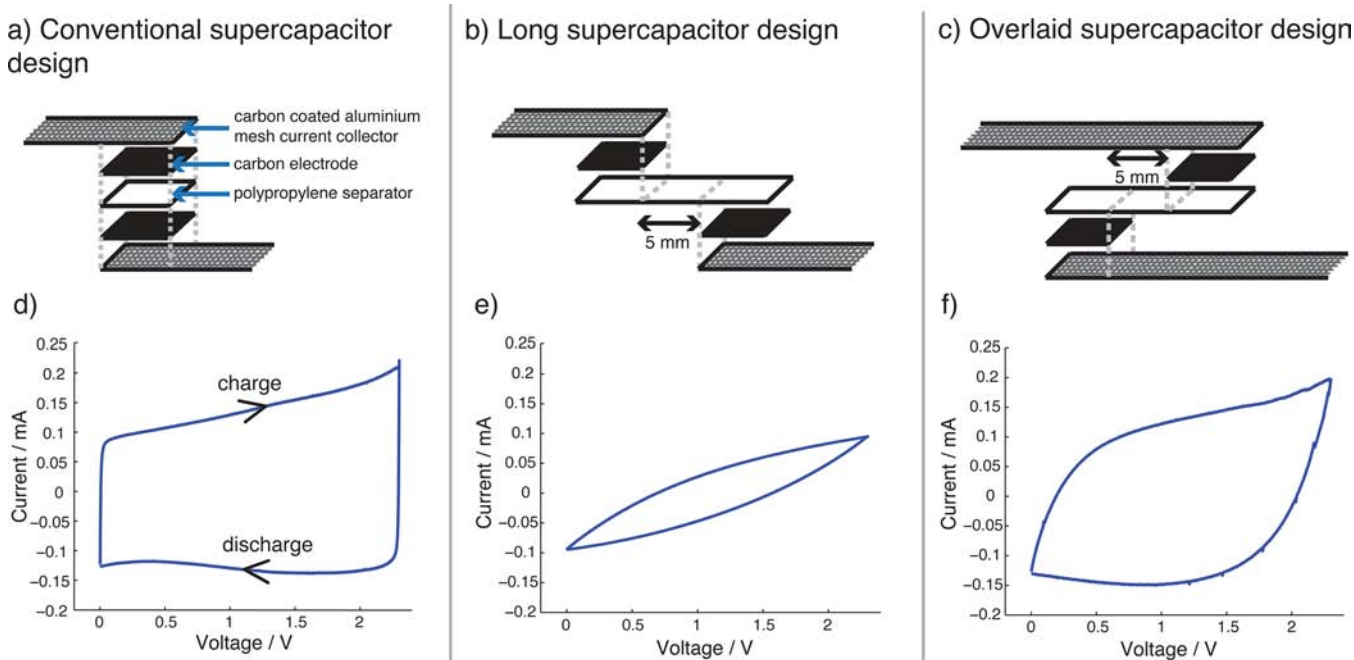 a) Conventional supercapacitor
design
carbon coated aluminium
mesh current collector
carbon electrode
polypropylene separator
b) Long supercapacitor design
5 mm
c) Overlaid supercapacitor design
5 mm
d)
0.25
0.2
0.15
0.1
0.05
0
−0.05
−0.1
−0.15
−0.2
Current / mA
charge
discharge
0 0.5 1 1.5 2
Voltage / V
e)
0.25
0.2
0.15
0.1
0.05
0
−0.05
−0.1
−0.15
−0.2
Current / mA
0 0.5 1 1.5 2
Voltage / V
f)
0.25
0.2
0.15
0.1
0.05
0
−0.05
−0.1
−0.15
−0.2
Current / mA
0 0.5 1 1.5 2
Voltage / V